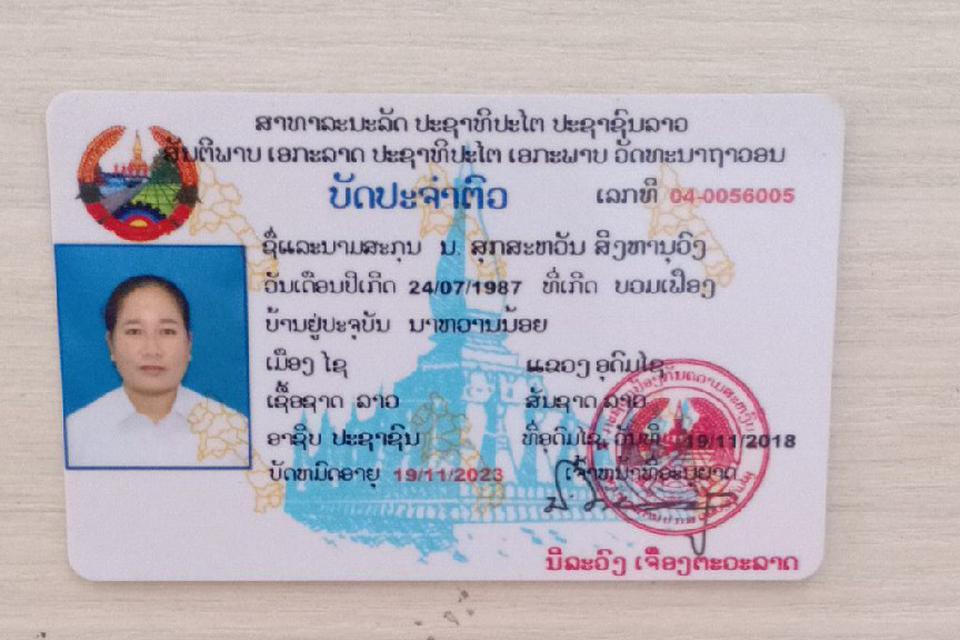 ສາທາລະນະລັດ ປະຊາທິປະໄຕ ປະຊາຊົນລາວ
ສັນຕິພາບ ເອກະລາດ ປະຊາທິປະໄຕ ເອກະພາບ ວັດທະນາຖາວອນ
ບັດປະຈຳຕົວ ເລກທີ 04-0056005
ຊື່ແລະນາມສະກຸນ ນ. ສຸກສະຫວັນ ສິງຫານຸວົງ
ວັນເດືອນປີເກີດ 24/07/1987 ທີ່ເກີດ ບອມເຟືອງ
ບ້ານຢູ່ປະຈຸບັນ ນາຫວານນ້ອຍ
ເມືອງ ໄຊ ແຂວງ ອຸດົມໄຊ
ເຊື້ອຊາດ ລາວ ສັນຊາດ ລາວ
ອາຊີບ ປະຊາຊົນ ທີ່ອຸດົມໄຊ, ວັນທີ 19/11/2018
ບັດຫມົດອາຍຸ 19/11/2023 ເຈົ້າຫນ້າທີ່ອະນຸຍາດ
ນິລະວົງ ເຈືອງຕະວະລາດ